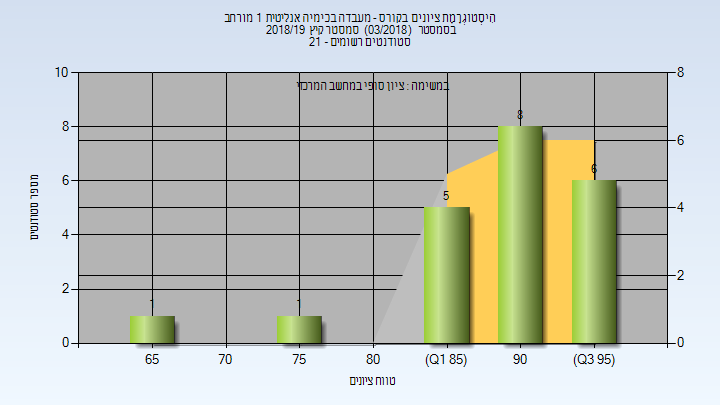 הִיסְטוֹגְרָמַת ציונים בקורס - מעבדה בכימיה אנליטית 1 מורחב
בסמסטר (03/2018) סמסטר קיץ 2018/19
סטודנטים רשומים - 21
במשימה : ציון סופי במחשב המרכזי
10
8
6
4
2
0
8
6
4
2
0
מספר סטודנטים
1
1
5
8
6
65
70
75
80
(Q1 85)
90
(Q3 95)
טווח ציונים